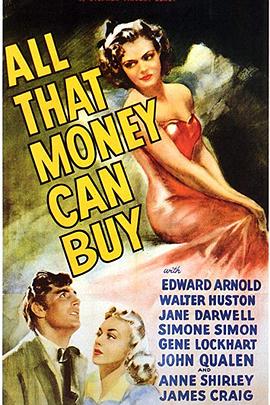 ALL
THAT
MONEY
CAN
BUY
with
EDWARD ARNOLD
WALTER HUSTON
JANE DARWELL
SIMONE SIMON
GENE LOCKHART
JOHN QUALEN
AND
ANNE SHIRLEY
JAMES CRAIG